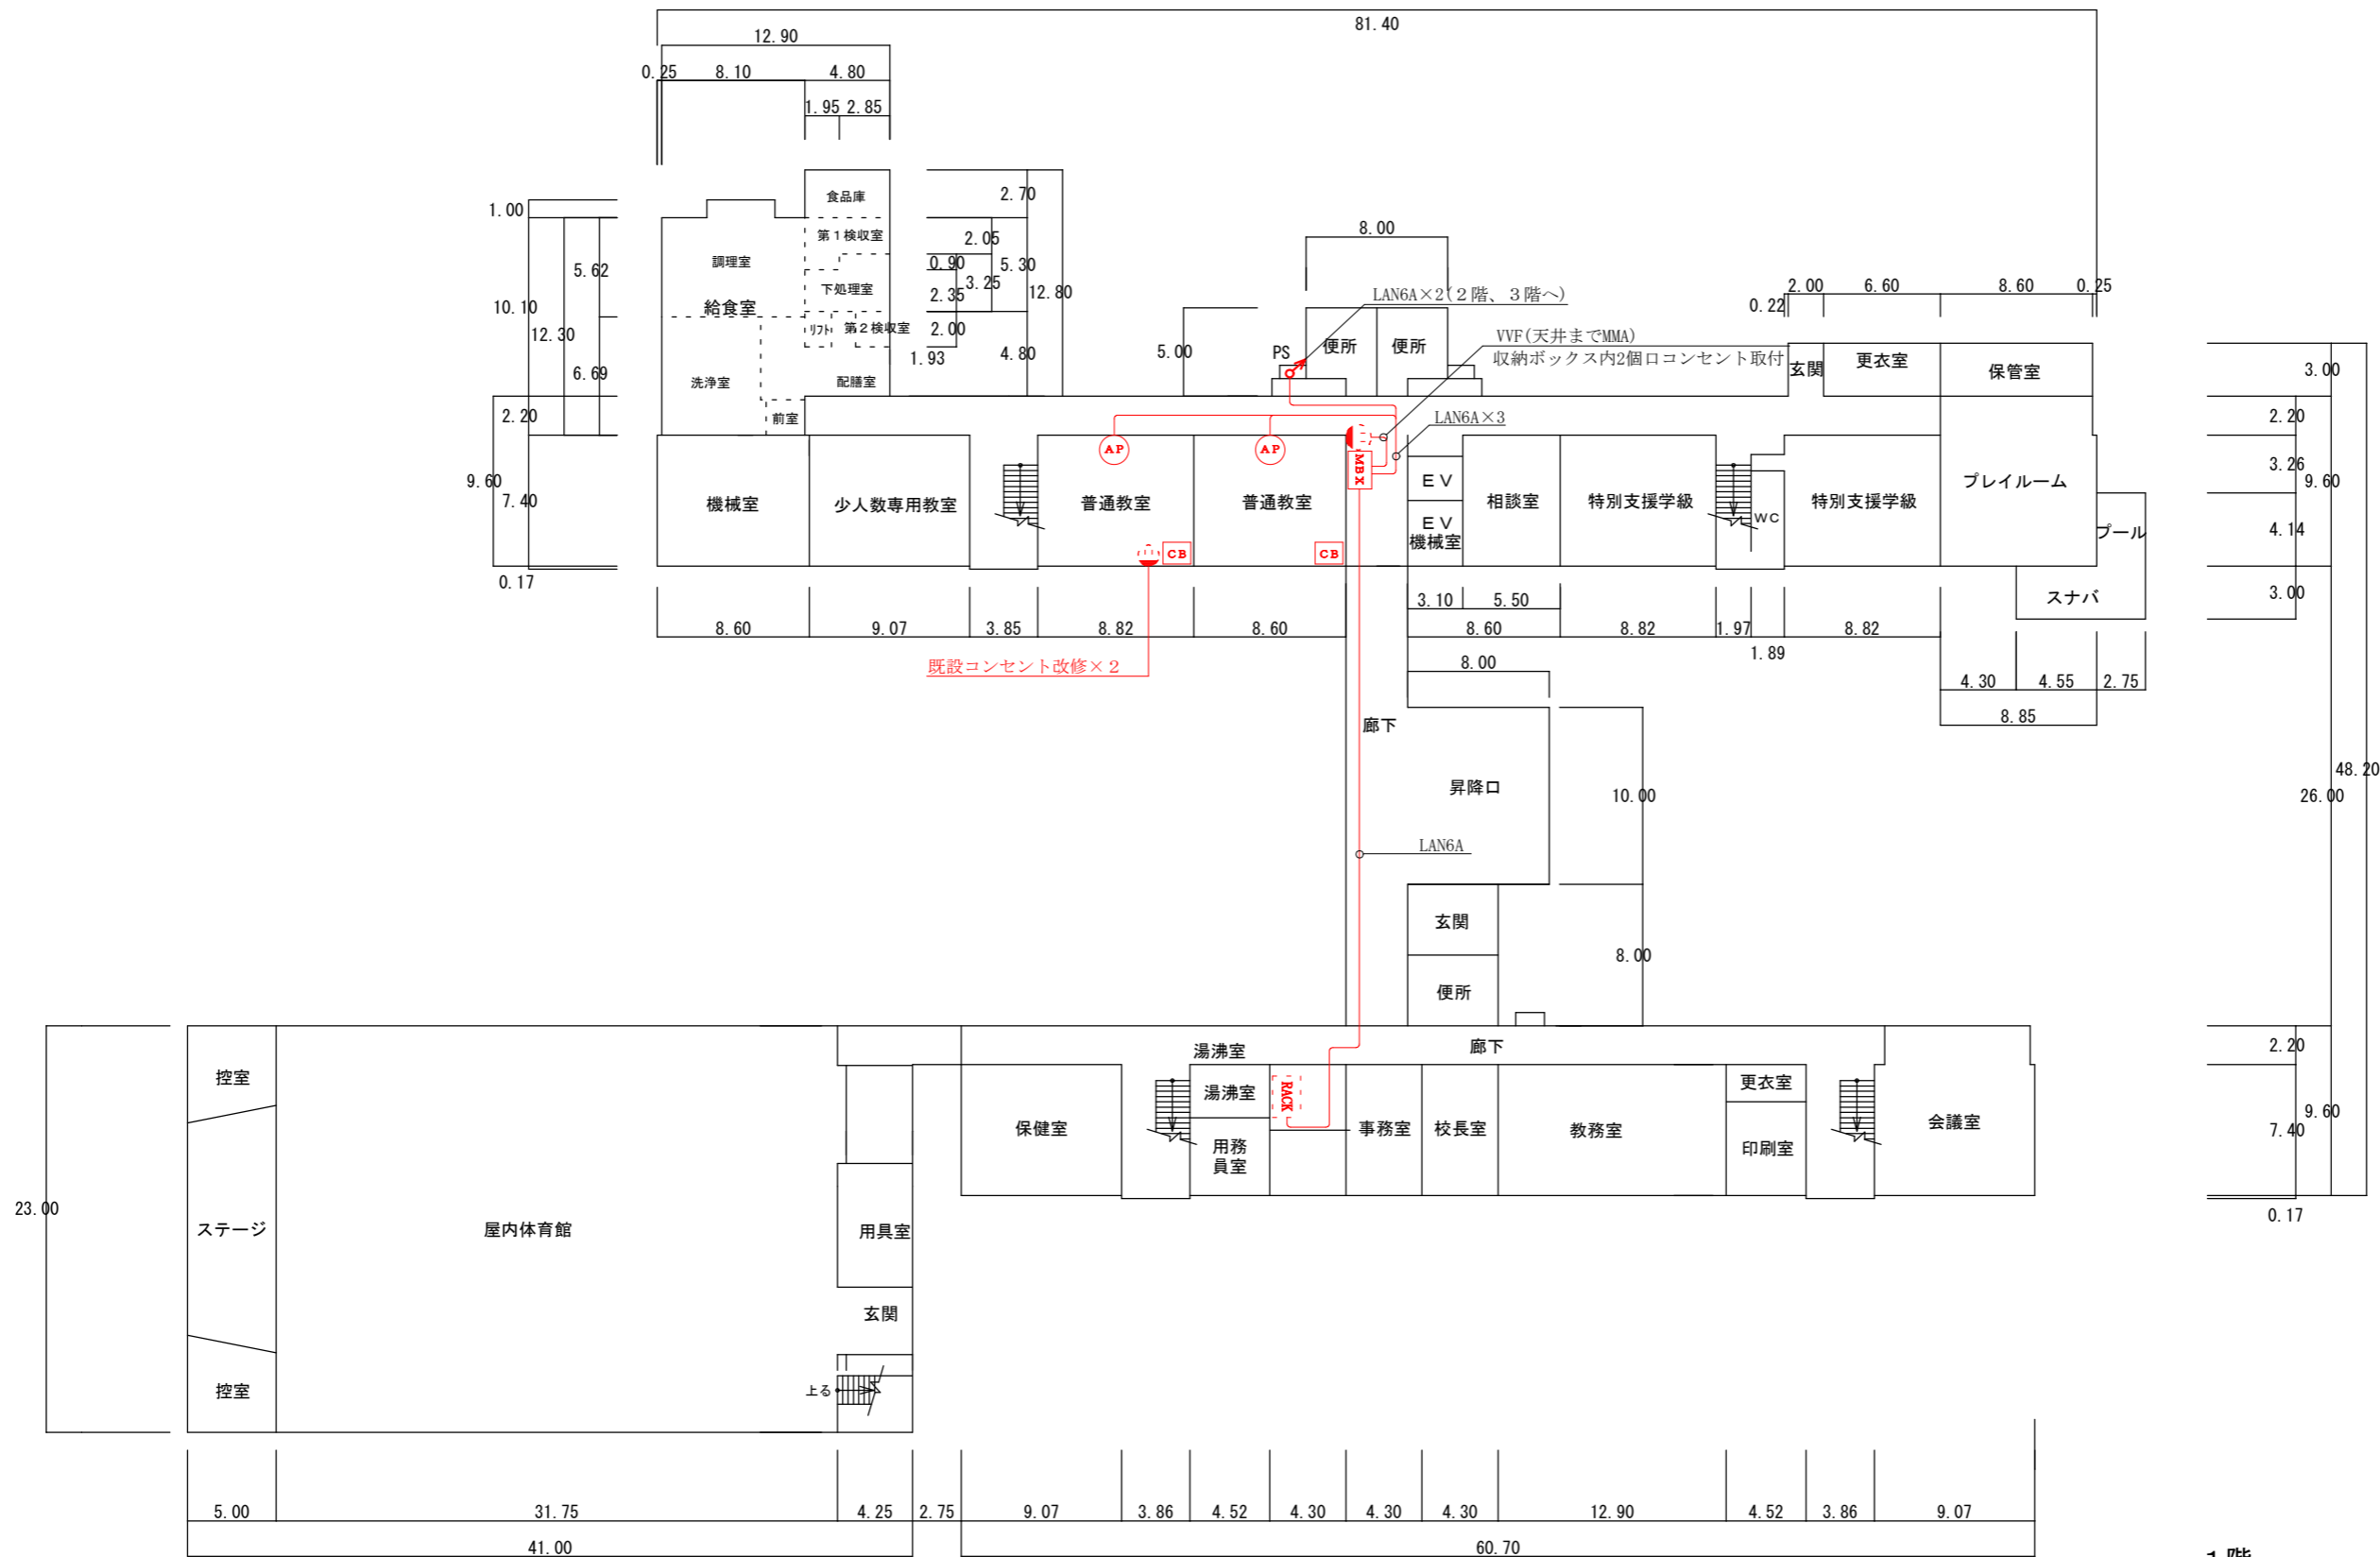 81.40
12.90
0.25
8.10
4.80
1.95
2.85
食品庫
2.70
1.00
第1検収室
2.05
8.00
調理室
0.90
5.30
5.62
3.25
下処理室
2.35
12.80
LAN6A×2(2階、3階へ)
2.00
6.60
8.60
0.25
10.10
給食室
0.22
12.30
リフト
第2検収室
2.00
VVF(天井までMMA)
1.93
4.80
5.00
PS
便所
便所
収納ボックス内2個口コンセント取付
玄関
更衣室
保管室
3.00
6.69
洗浄室
配膳室
2.20
前室
LAN6A×3
2.20
AP
AP
MBX
3.26
9.60
7.40
機械室
少人数専用教室
普通教室
普通教室
EV
相談室
特別支援学級
WC
特別支援学級
プレイルーム
9.60
EV
機械室
CB
CB
プール
4.14
0.17
3.10
5.50
スナバ
3.00
8.60
9.07
3.85
8.82
8.60
8.60
8.82
1.97
8.82
1.89
既設コンセント改修×2
8.00
4.30
4.55
2.75
8.85
廊下
48.20
昇降口
10.00
26.00
LAN6A
玄関
8.00
便所
湯沸室
廊下
2.20
控室
湯沸室
RACK
更衣室
保健室
事務室
校長室
教務室
会議室
9.60
7.40
用務
員室
印刷室
23.00
0.17
ステージ
屋内体育館
用具室
玄関
控室
上る
5.00
31.75
4.25
2.75
9.07
3.86
4.52
4.30
4.30
4.30
12.90
4.52
3.86
9.07
41.00
60.70
1階